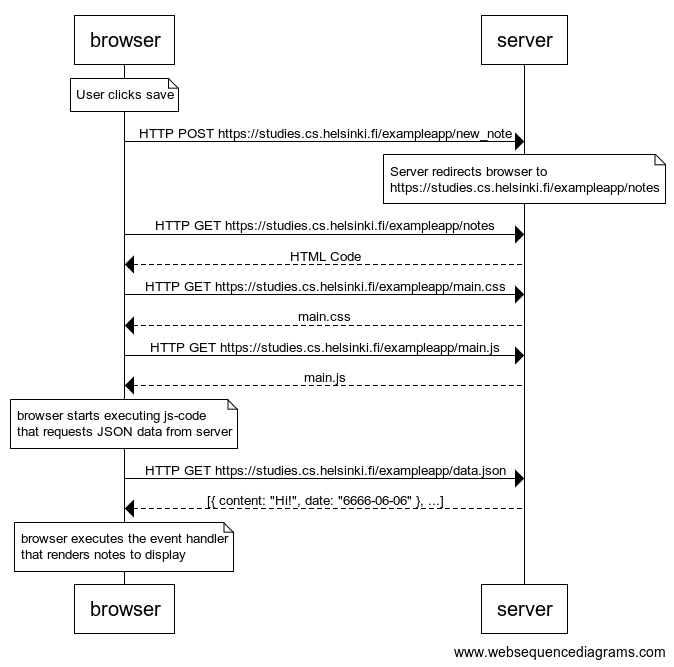 browser
server
User clicks save
HTTP POST https://studies.cs.helsinki.fi/exampleapp/new_note
Server redirects browser to
https://studies.cs.helsinki.fi/exampleapp/notes
HTTP GET https://studies.cs.helsinki.fi/exampleapp/notes
HTML Code
HTTP GET https://studies.cs.helsinki.fi/exampleapp/main.css
main.css
HTTP GET https://studies.cs.helsinki.fi/exampleapp/main.js
main.js
browser starts executing js-code
that requests JSON data from server
HTTP GET https://studies.cs.helsinki.fi/exampleapp/data.json
[{ content: "Hi!", date: "6666-06-06" }, ...]
browser executes the event handler
that renders notes to display
browser
server
www.websequencediagrams.com